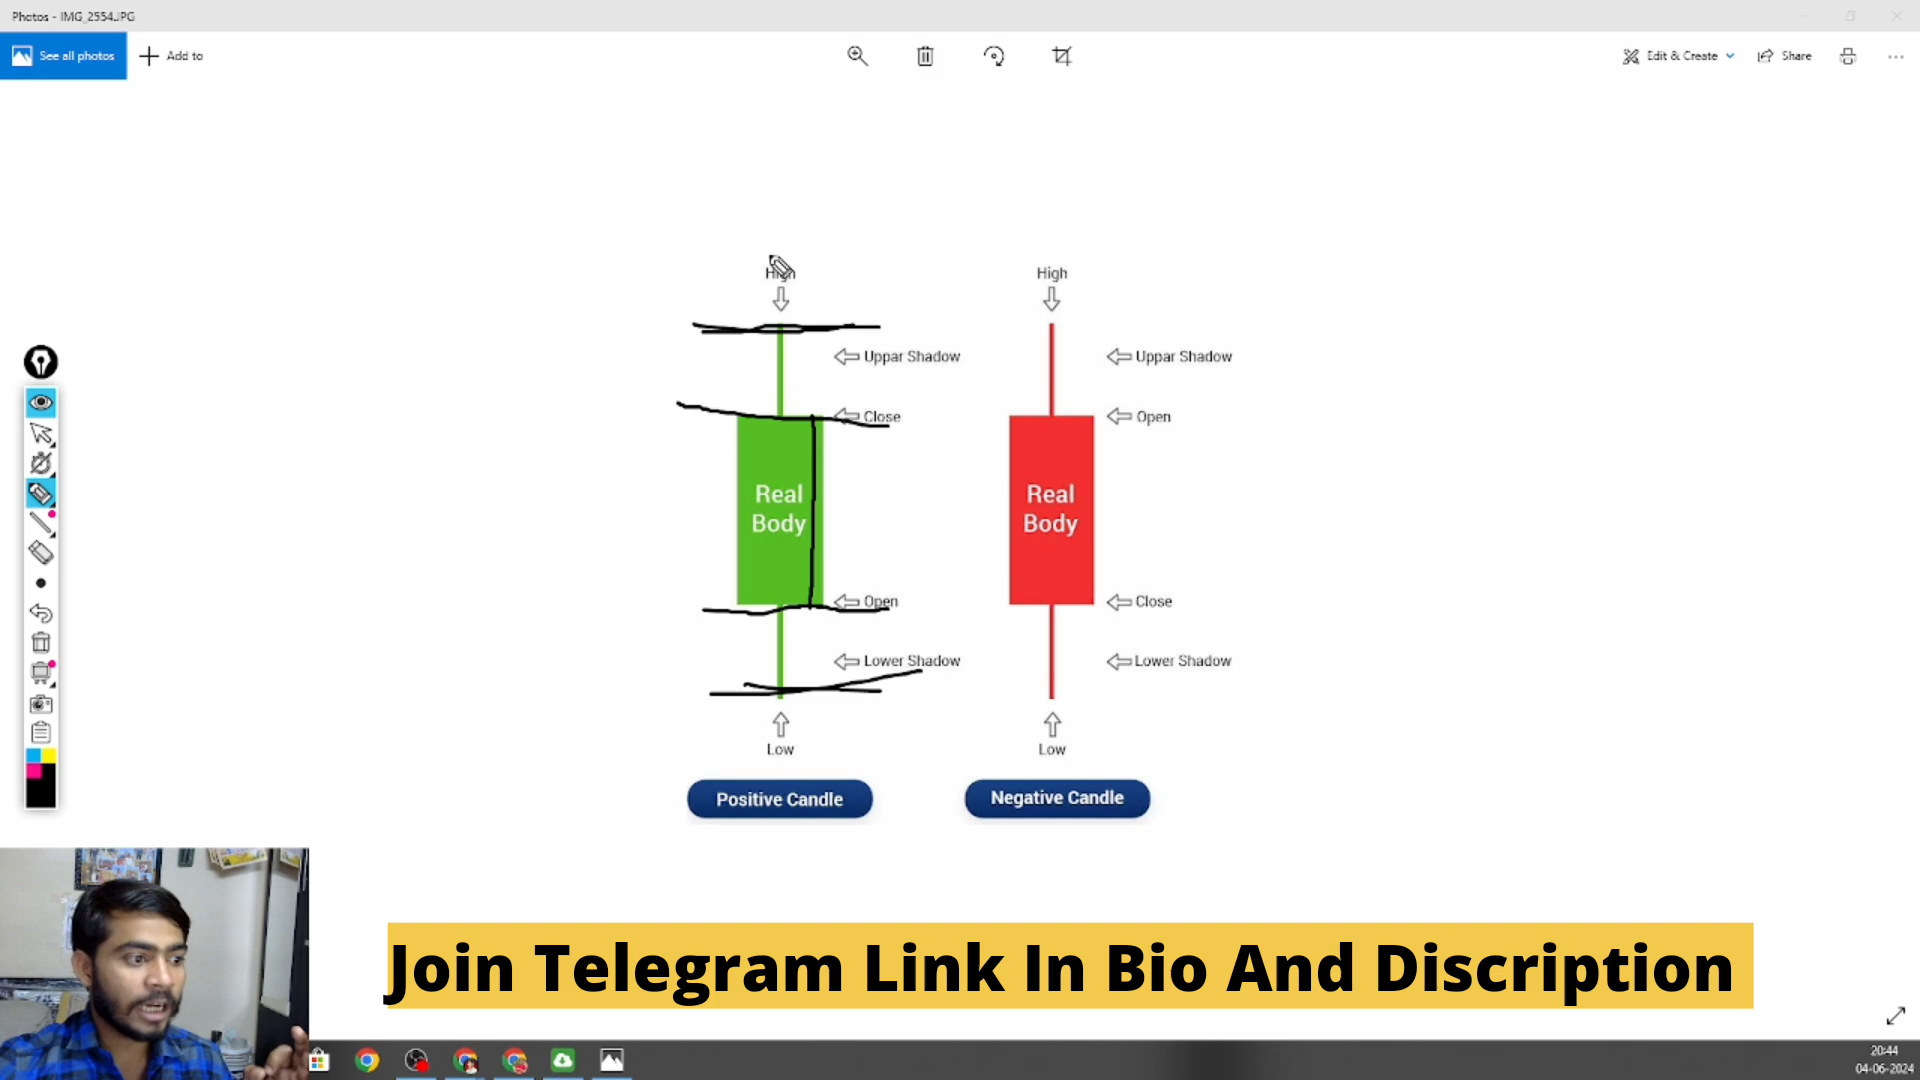 Photos - IMG_2554.JPG
See all photos
Add to
Edit & Create
Share
High
High
Uppar Shadow
Uppar Shadow
Close
Open
Real
Body
Real
Body
Open
Close
Lower Shadow
Lower Shadow
Low
Low
Positive Candle
Negative Candle
Join Telegram Link In Bio And Discription
20:44
04-06-2024